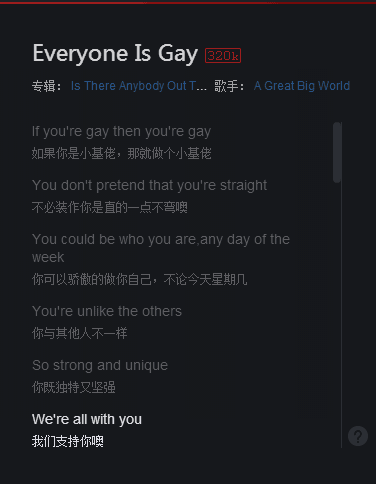 Everyone Is Gay 320k
专辑： Is There Anybody Out T... 歌手： A Great Big World
If you're gay then you're gay
如果你是小基佬，那就做个小基佬
You don't pretend that you're straight
不必装作你是直的一点不弯噢
You could be who you are,any day of the
week
你可以骄傲的做你自己，不论今天星期几
You're unlike the others
你与其他人不一样
So strong and unique
你既独特又坚强
We're all with you
我们支持你噢
?